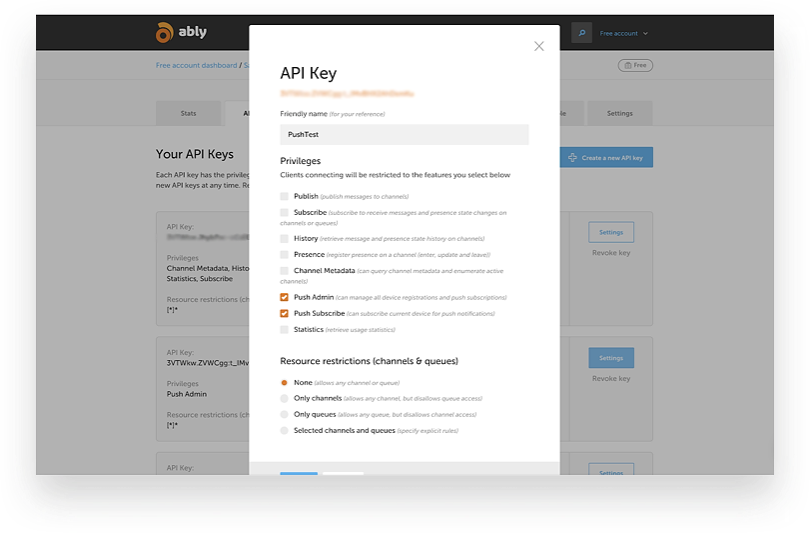 ably
Free account
Free account dashboard /
Free
Stats
Settings
API Key
Friendly name (for your reference)
PushTest
Your API Keys
Create a new API key
Privileges
Each API key has the
Clients connecting will be restricted to the features you select below
new API keys at any time.
Publish (publish messages to channels)
Subscribe (subscribe to receive messages and presence state changes on
channels or queues)
API Key:
Settings
History (retrieve message and presence state history on channels)
Presence (register presence on a channel (enter, update and leave))
Revoke key
Privileges
Channel Metadata,
Channel Metadata (can query channel metadata and enumerate active
channels)
Statistics, Subscribe
Push Admin (can manage all device registrations and push subscriptions)
Resource restrictions
[*]*
Push Subscribe (can subscribe current device for push notifications)
Statistics (retrieve usage statistics)
API Key:
Settings
Resource restrictions (channels & queues)
3VTWkw.ZVWCgg:t_IMv
Revoke key
Privileges
None (allows any channel or queue)
Push Admin
Only channels (allows any channel, but disallows queue access)
Resource restrictions
Only queues (allows any queue, but disallows channel access)
[*]*
Selected channels and queues (specify explicit rules)
API Key:
Settings